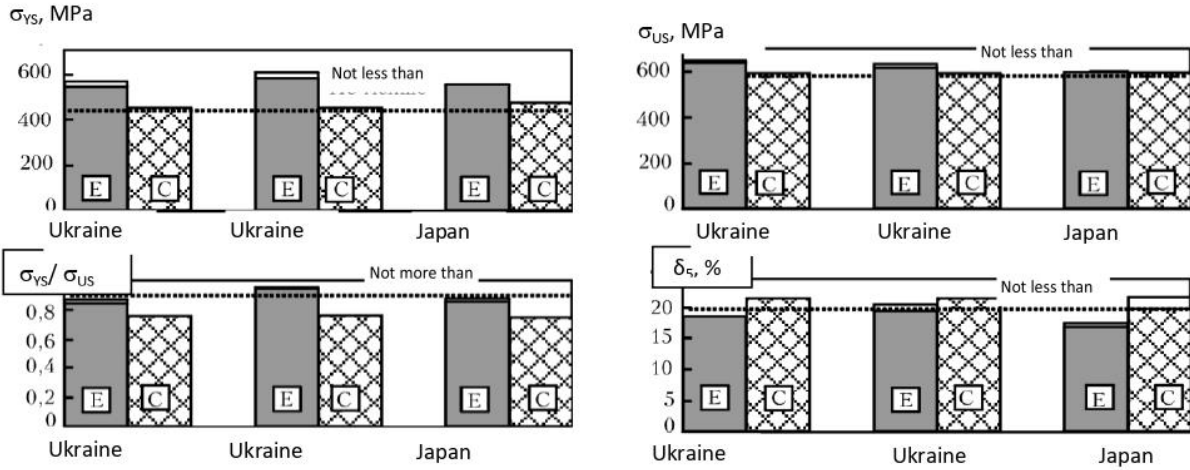 σYS, MPa
600
400
200
0
Not less than
E C E C E C
Ukraine Ukraine Japan
σUS, MPa
600
400
200
0
Not less than
E C E C E C
Ukraine Ukraine Japan
σYS/ σUS
0,8
0,6
0,4
0,2
0
Not more than
E C E C E C
Ukraine Ukraine Japan
δ5, %
20
15
10
5
0
Not less than
E C E C E C
Ukraine Ukraine Japan